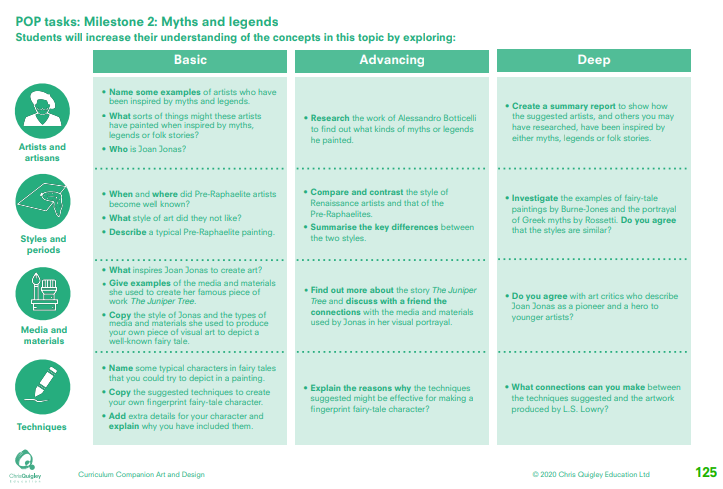 POP tasks: Milestone 2: Myths and legends
Students will increase their understanding of the concepts in this topic by exploring:
Basic
Advancing
Deep
Artists and
artisans
• Name some examples of artists who have
been inspired by myths and legends.
• What sorts of things might these artists
have painted when inspired by myths,
legends or folk stories?
• Who is Joan Jonas?
• Research the work of Alessandro Botticelli
to find out what kinds of myths or legends
he painted.
• Create a summary report to show how
the suggested artists, and others you may
have researched, have been inspired by
either myths, legends or folk stories.
Styles and
periods
• When and where did Pre-Raphaelite artists
become well known?
• What style of art did they not like?
• Describe a typical Pre-Raphaelite painting.
• Compare and contrast the style of
Renaissance artists and that of the
Pre-Raphaelites.
• Summarise the key differences between
the two styles.
• Investigate the examples of fairy-tale
paintings by Burne-Jones and the portrayal
of Greek myths by Rossetti. Do you agree
that the styles are similar?
Media and
materials
• What inspires Joan Jonas to create art?
• Give examples of the media and materials
she used to create her famous piece of
work The Juniper Tree.
• Copy the style of Jonas and the types of
media and materials she used to produce
your own piece of visual art to depict a
well-known fairy tale.
• Find out more about the story The Juniper
Tree and discuss with a friend the
connections with the media and materials
used by Jonas in her visual portrayal.
• Do you agree with art critics who describe
Joan Jonas as a pioneer and a hero to
younger artists?
Techniques
• Name some typical characters in fairy tales
that you could try to depict in a painting.
• Copy the suggested techniques to create
your own fingerprint fairy-tale character.
• Add extra details for your character and
explain why you have included them.
• Explain the reasons why the techniques
suggested might be effective for making a
fingerprint fairy-tale character?
• What connections can you make between
the techniques suggested and the artwork
produced by L.S. Lowry?
ChrisQuigley
Education
Curriculum Companion Art and Design
© 2020 Chris Quigley Education Ltd
125